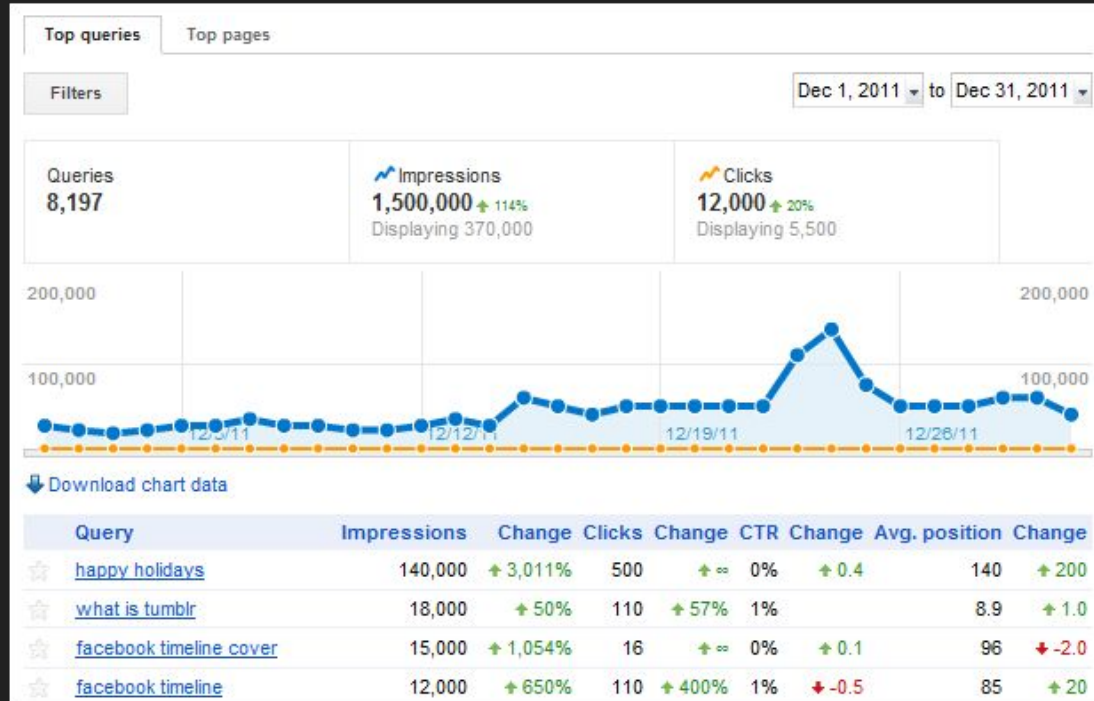 Top queries Top pages
Filters Dec 1, 2011 to Dec 31, 2011
Queries Impressions Clicks
8,197 1,500,000 114% 12,000 20%
Displaying 370,000 Displaying 5,500
200,000 200,000
100,000 100,000
12/5/11 12/12/11 12/19/11 12/26/11
Download chart data
Query Impressions Change Clicks Change CTR Change Avg. position Change
happy holidays 140,000 3,011% 500 ∞ 0% 0.4 140 200
what is tumblr 18,000 50% 110 57% 1% 8.9 1.0
facebook timeline cover 15,000 1,054% 16 ∞ 0% 0.1 96 -2.0
facebook timeline 12,000 650% 110 400% 1% -0.5 85 20